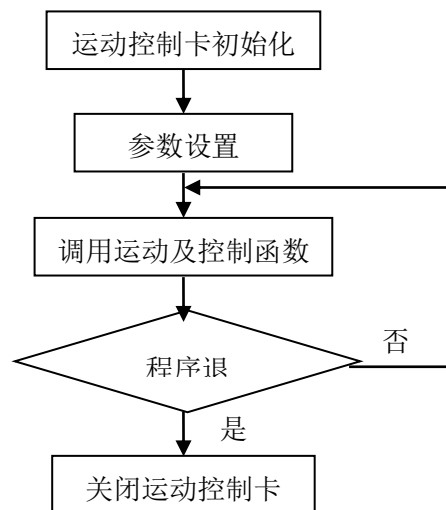 运动控制卡初始化
参数设置
调用运动及控制函数
程序退
否
是
关闭运动控制卡